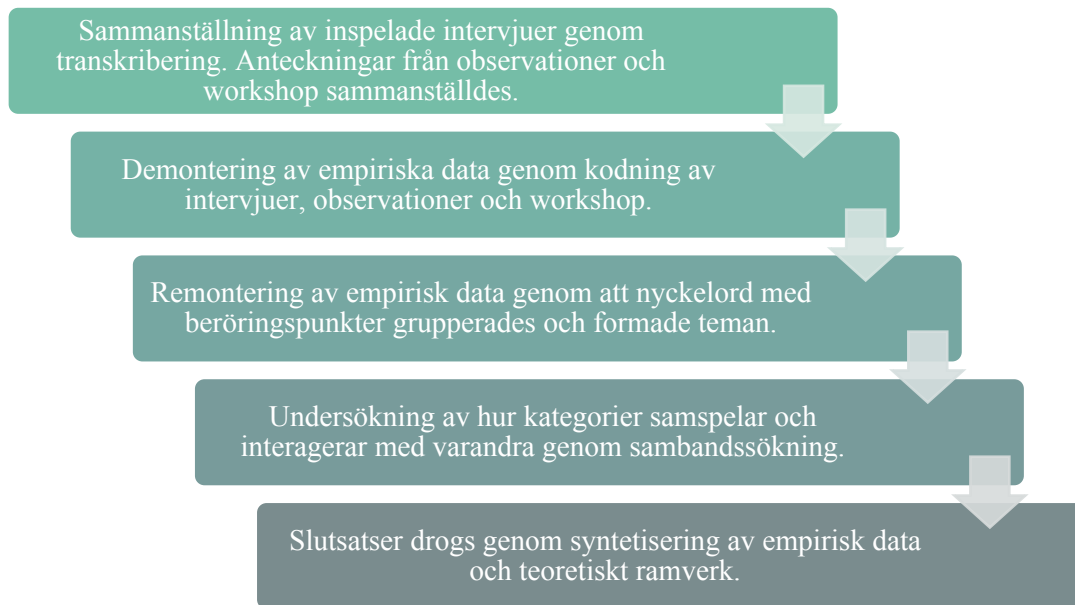 Sammanställning av inspelade intervjuer genom
transkribering. Anteckningar från observationer och
workshop sammanställdes.
Demontering av empiriska data genom kodning av
intervjuer, observationer och workshop.
Remontering av empirisk data genom att nyckelord med
beröringspunkter grupperades och formade teman.
Undersökning av hur kategorier samspelar och
interagerar med varandra genom sambandssökning.
Slutsatser drogs genom syntetisering av empirisk data
och teoretiskt ramverk.